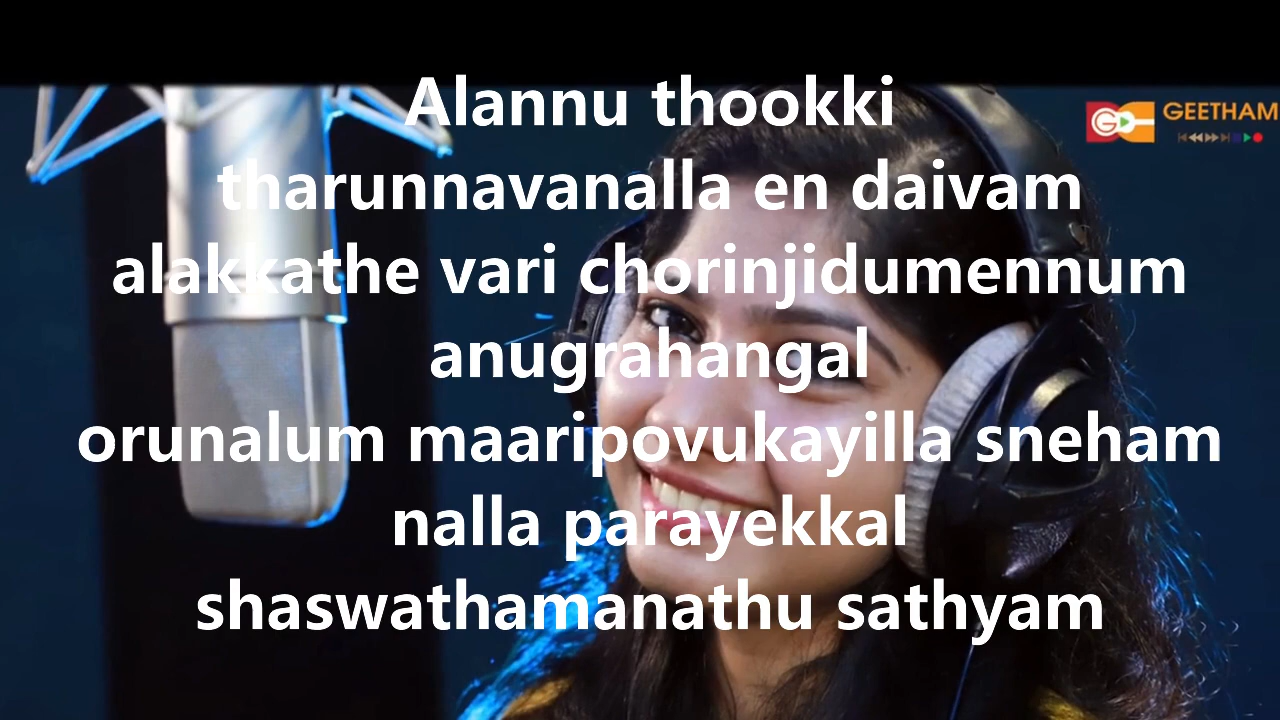 GEETHAM
Alannu thookki
tharunnavanalla en daivam
alakkathe vari chorinjidumennum
anugrahangal
orunalum maaripovukayilla sneham
nalla parayekkal
shaswathamanathu sathyam